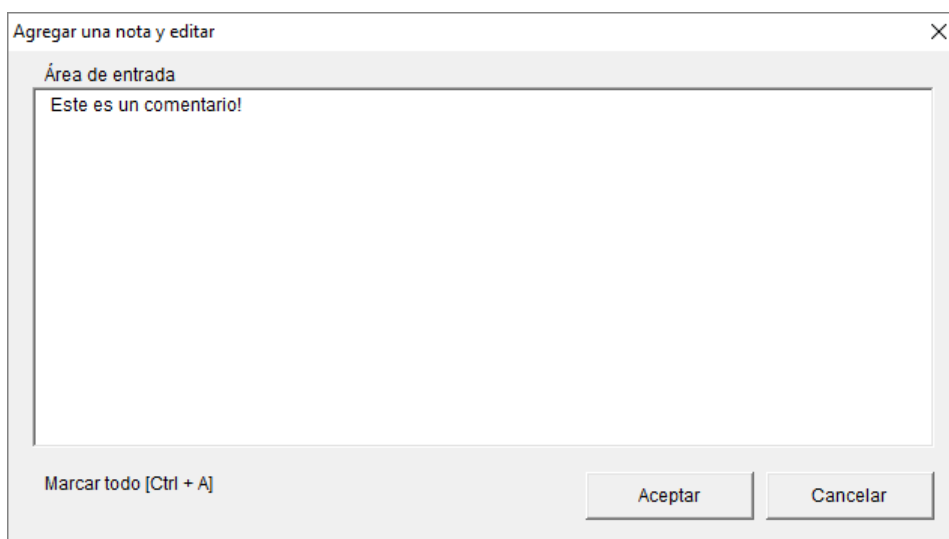 Agregar una nota y editar
Área de entrada
Este es un comentario!
Marcar todo [Ctrl + A]
Aceptar
Cancelar